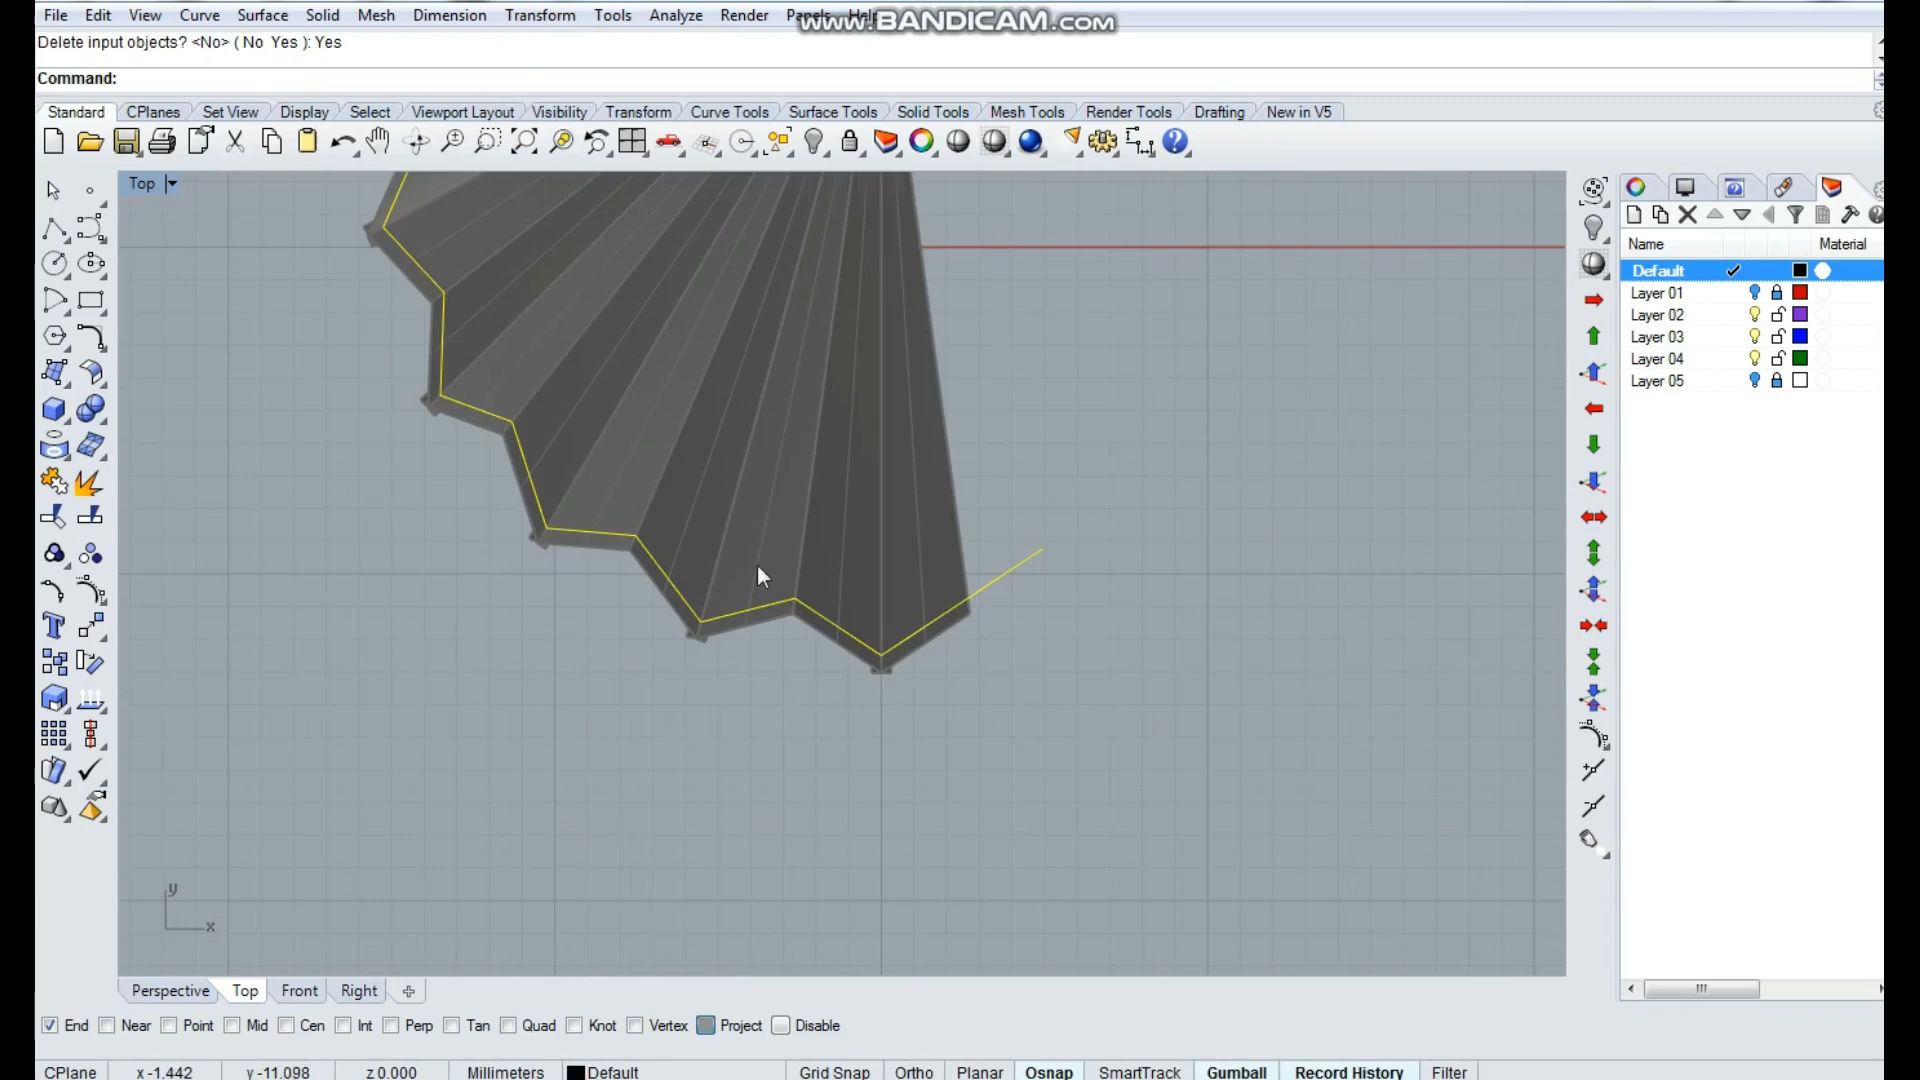 File Edit View Curve Surface Solid Mesh Dimension Transform Tools Analyze Render Panels Help
www.BANDICAM.com
Delete input objects? <No> ( No Yes ): Yes
Command:
Standard CPlanes Set View Display Select Viewport Layout Visibility Transform Curve Tools Surface Tools Solid Tools Mesh Tools Render Tools Drafting New in V5
Top
Name Material
Default
Layer 01
Layer 02
Layer 03
Layer 04
Layer 05
y
x
Perspective Top Front Right
End Near Point Mid Cen Int Perp Tan Quad Knot Vertex Project Disable
CPlane x -1.442 y -11.098 z 0.000 Millimeters Default Grid Snap Ortho Planar Osnap SmartTrack Gumball Record History Filter